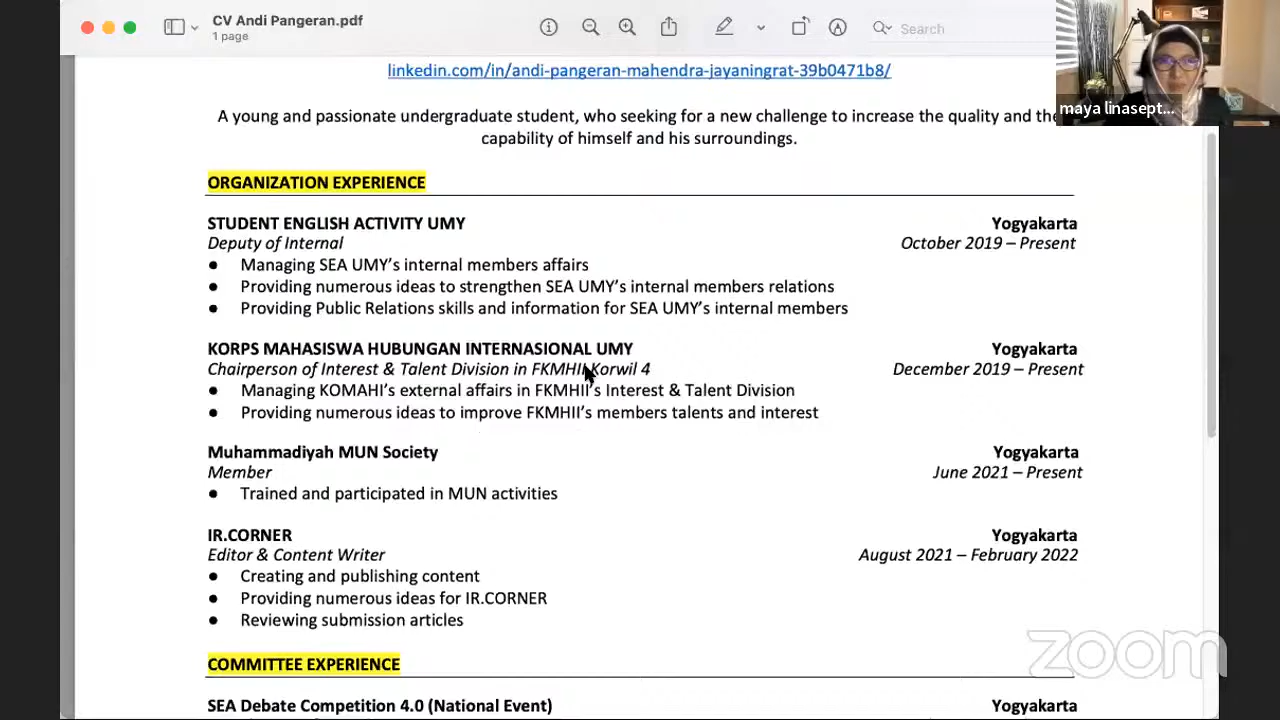 CV Andi Pangeran.pdf
1 page
Search
linkedin.com/in/andi-pangeran-mahendra-jayaningrat-39b0471b8/
maya linasept...
A young and passionate undergraduate student, who seeking for a new challenge to increase the quality and the
capability of himself and his surroundings.
ORGANIZATION EXPERIENCE
STUDENT ENGLISH ACTIVITY UMY Yogyakarta
Deputy of Internal October 2019 – Present
● Managing SEA UMY’s internal members affairs
● Providing numerous ideas to strengthen SEA UMY’s internal members relations
● Providing Public Relations skills and information for SEA UMY’s internal members
KORPS MAHASISWA HUBUNGAN INTERNASIONAL UMY Yogyakarta
Chairperson of Interest & Talent Division in FKMHII Korwil 4 December 2019 – Present
● Managing KOMAHI’s external affairs in FKMHII’s Interest & Talent Division
● Providing numerous ideas to improve FKMHII’s members talents and interest
Muhammadiyah MUN Society Yogyakarta
Member June 2021 – Present
● Trained and participated in MUN activities
IR.CORNER Yogyakarta
Editor & Content Writer August 2021 – February 2022
● Creating and publishing content
● Providing numerous ideas for IR.CORNER
● Reviewing submission articles
zoom
COMMITTEE EXPERIENCE
SEA Debate Competition 4.0 (National Event) Yogyakarta